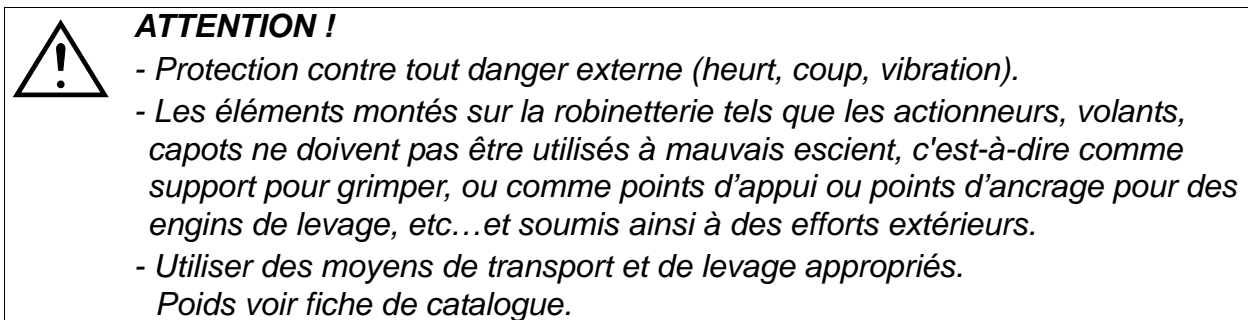 ATTENTION !
- Protection contre tout danger externe (heurt, coup, vibration).
- Les éléments montés sur la robinetterie tels que les actionneurs, volants,
capots ne doivent pas être utilisés à mauvais escient, c'est-à-dire comme
support pour grimper, ou comme points d’appui ou points d’ancrage pour des
engins de levage, etc…et soumis ainsi à des efforts extérieurs.
- Utiliser des moyens de transport et de levage appropriés.
Poids voir fiche de catalogue.